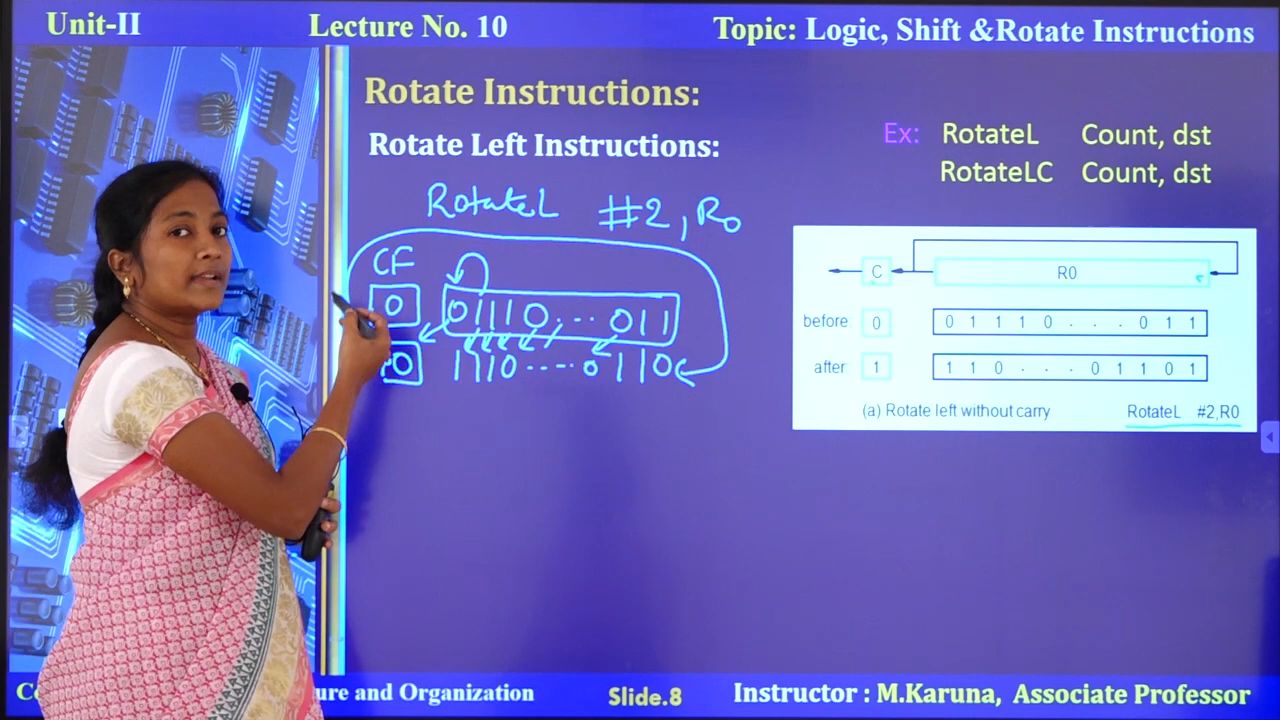 Unit-II Lecture No. 10 Topic: Logic, Shift &Rotate Instructions
Rotate Instructions:
Rotate Left Instructions:
Ex: RotateL Count, dst
RotateLC Count, dst
RotateL #2, R0
CF
0 01110...011
0 1110....0110
C R0
before: 0 0 1 1 1 0 . . . 0 1 1
after: 1 1 1 0 . . . 0 1 1 0 1
(a) Rotate left without carry RotateL #2,R0
ure and Organization Slide.8 Instructor : M.Karuna, Associate Professor